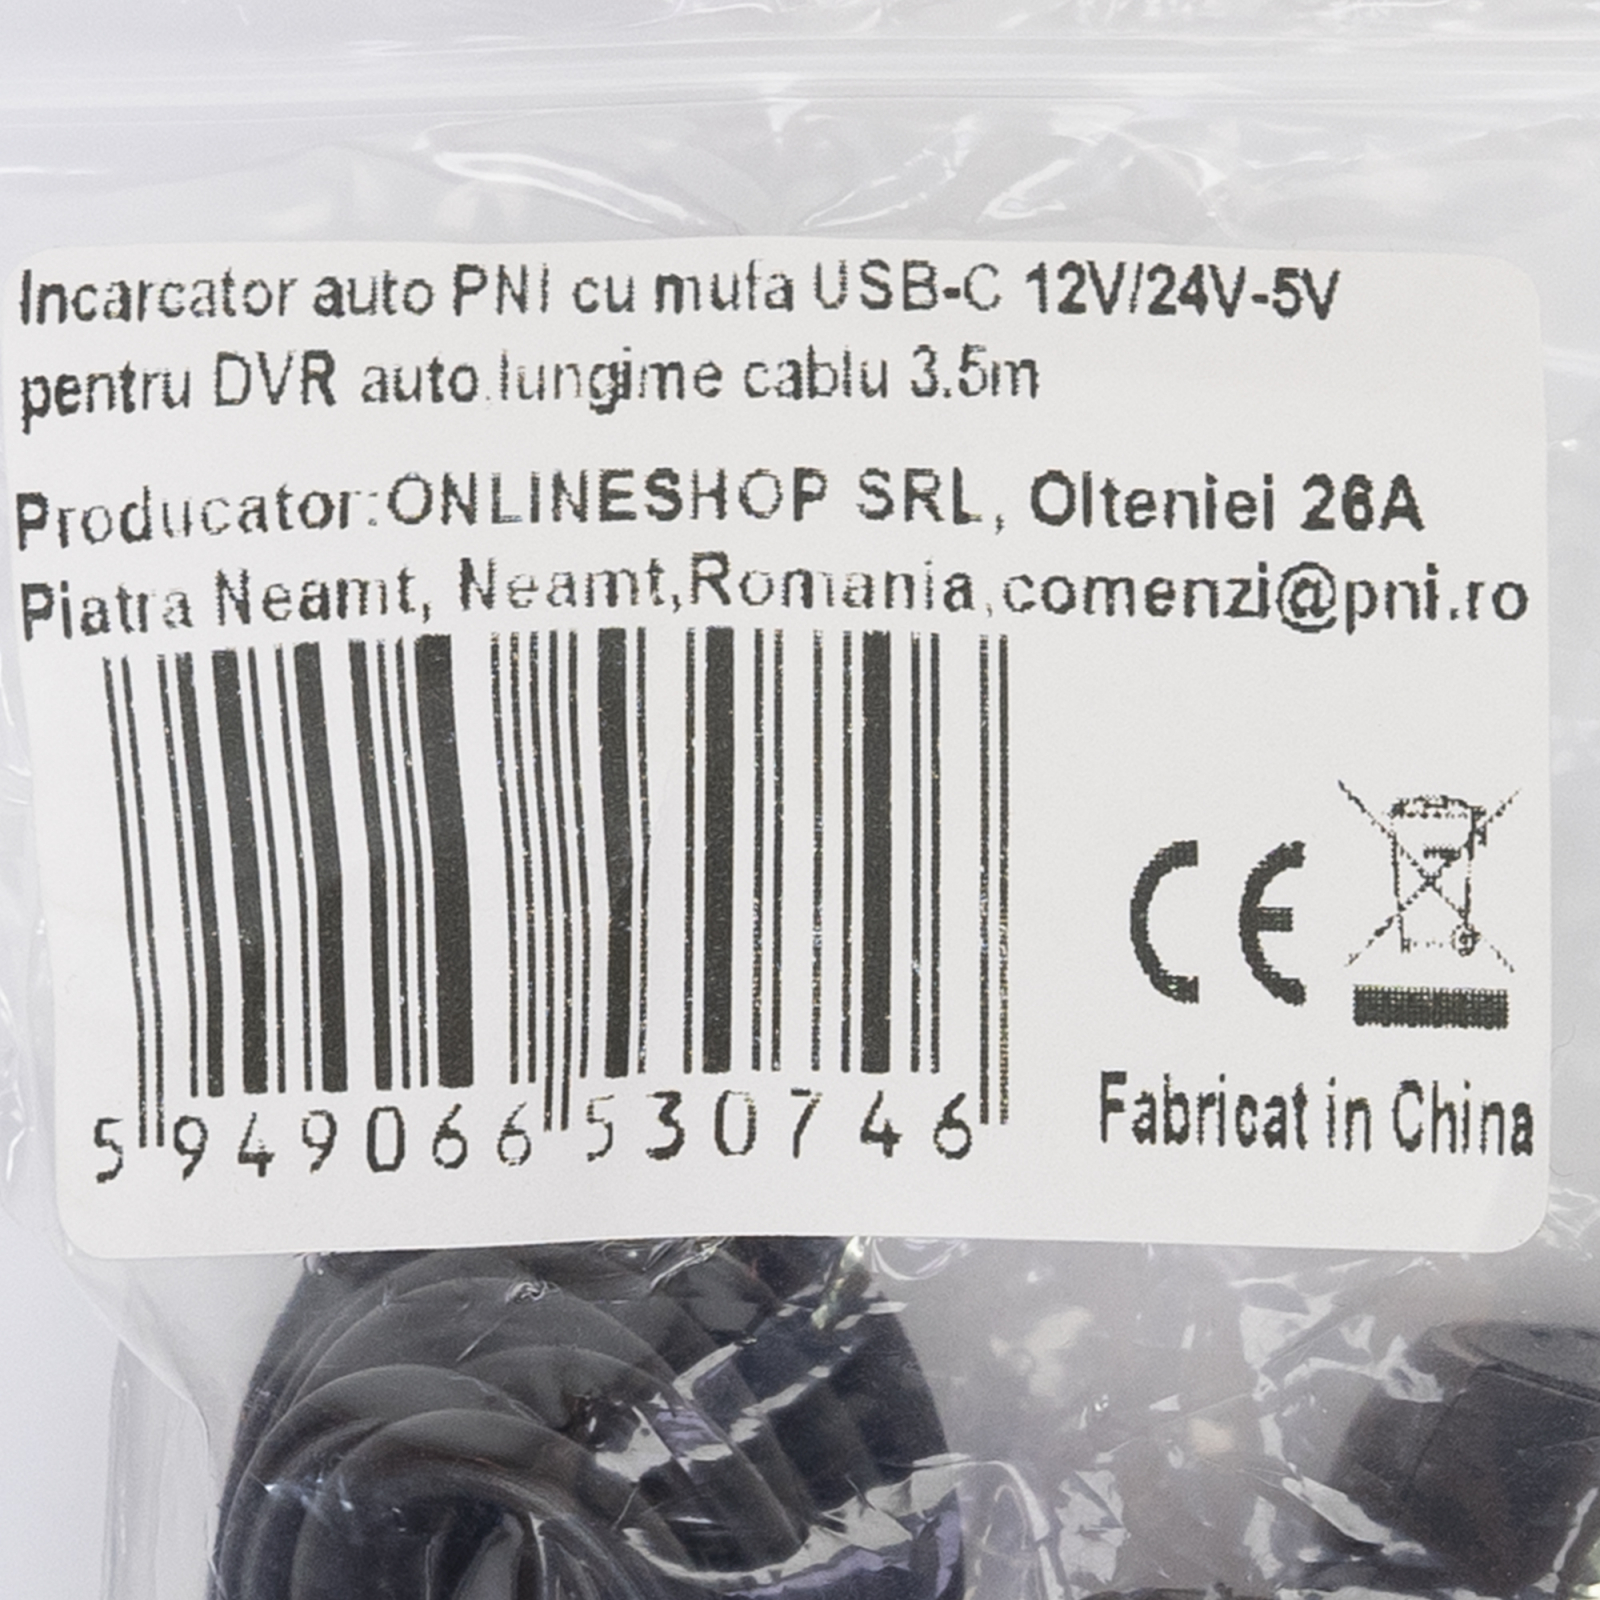 Incarcator auto PNI cu mufa USB-C 12V/24V-5V
pentru DVR auto,lungime cablu 3.5m
Producator:ONLINESHOP SRL, Olteniei 26A
Piatra Neamt, Neamt,Romania,comenzi@pni.ro
CE
5 949066 530746
Fabricat in China